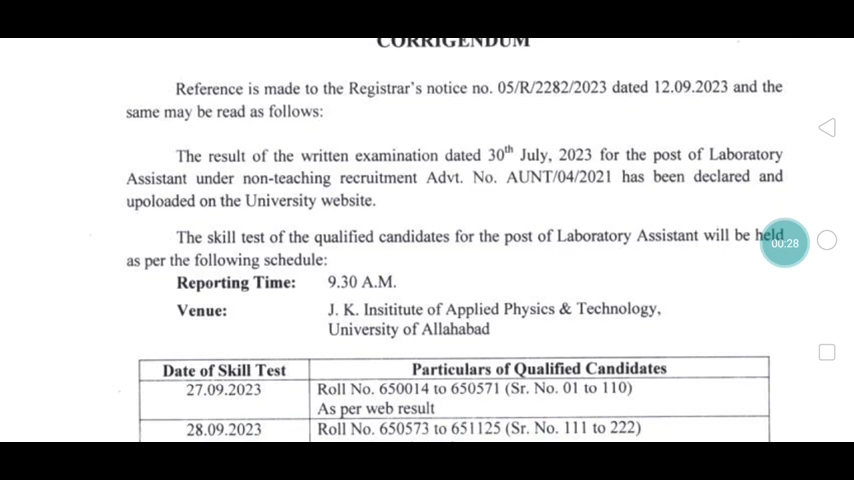 CORRIGENDUM
Reference is made to the Registrar's notice no. 05/R/2282/2023 dated 12.09.2023 and the
same may be read as follows:
The result of the written examination dated 30th July, 2023 for the post of Laboratory
Assistant under non-teaching recruitment Advt. No. AUNT/04/2021 has been declared and
upoloaded on the University website.
The skill test of the qualified candidates for the post of Laboratory Assistant will be held
as per the following schedule:
Reporting Time: 9.30 A.M.
Venue: J. K. Insititute of Applied Physics & Technology,
University of Allahabad
Date of Skill Test Particulars of Qualified Candidates
27.09.2023 Roll No. 650014 to 650571 (Sr. No. 01 to 110)
As per web result
28.09.2023 Roll No. 650573 to 651125 (Sr. No. 111 to 222)
00:28